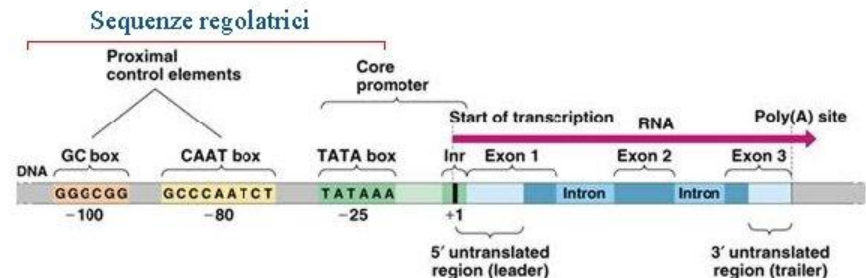 Sequenze regolatrici
Proximal
control elements
Core
promoter
Start of transcription
RNA
Poly(A) site
GC box
CAAT box
TATA box
Inr
Exon 1
Exon 2
Exon 3
DNA
GGGCGG
GCCCAATCT
TATAAA
Intron
Intron
−100
−80
−25
+1
5′ untranslated
region (leader)
3′ untranslated
region (trailer)